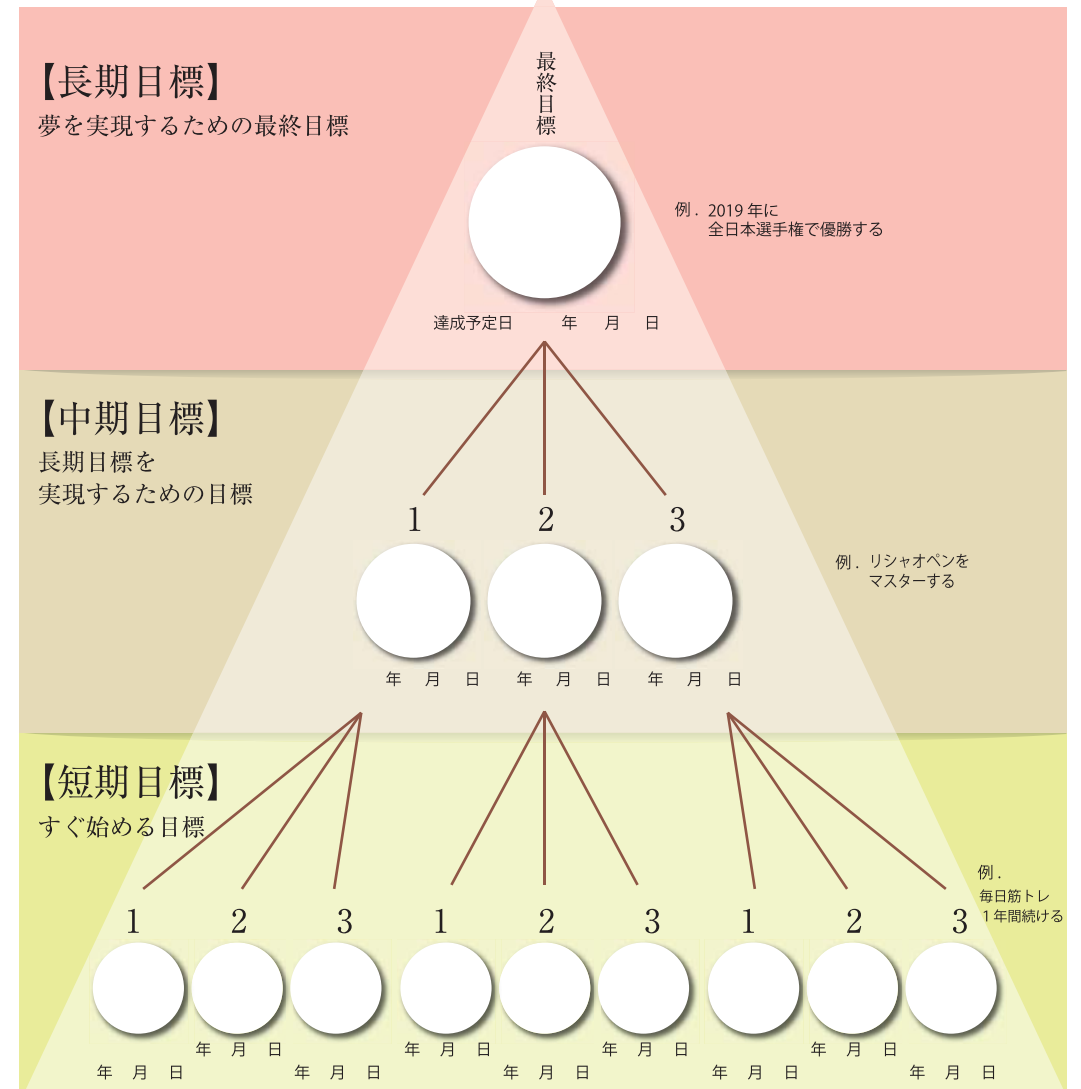 最終目標
【長期目標】
夢を実現するための最終目標
例. 2019 年に
全日本選手権で優勝する
達成予定日 年 月 日
【中期目標】
長期目標を
実現するための目標
1 2 3
例. リシャオペンを
マスターする
年 月 日 年 月 日 年 月 日
【短期目標】
すぐ始める目標
例.
毎日筋トレ
1年間続ける
1 2 3 1 2 3 1 2 3
年 月 日 年 月 日 年 月 日 年 月 日
年 月 日 年 月 日 年 月 日 年 月 日 年 月 日